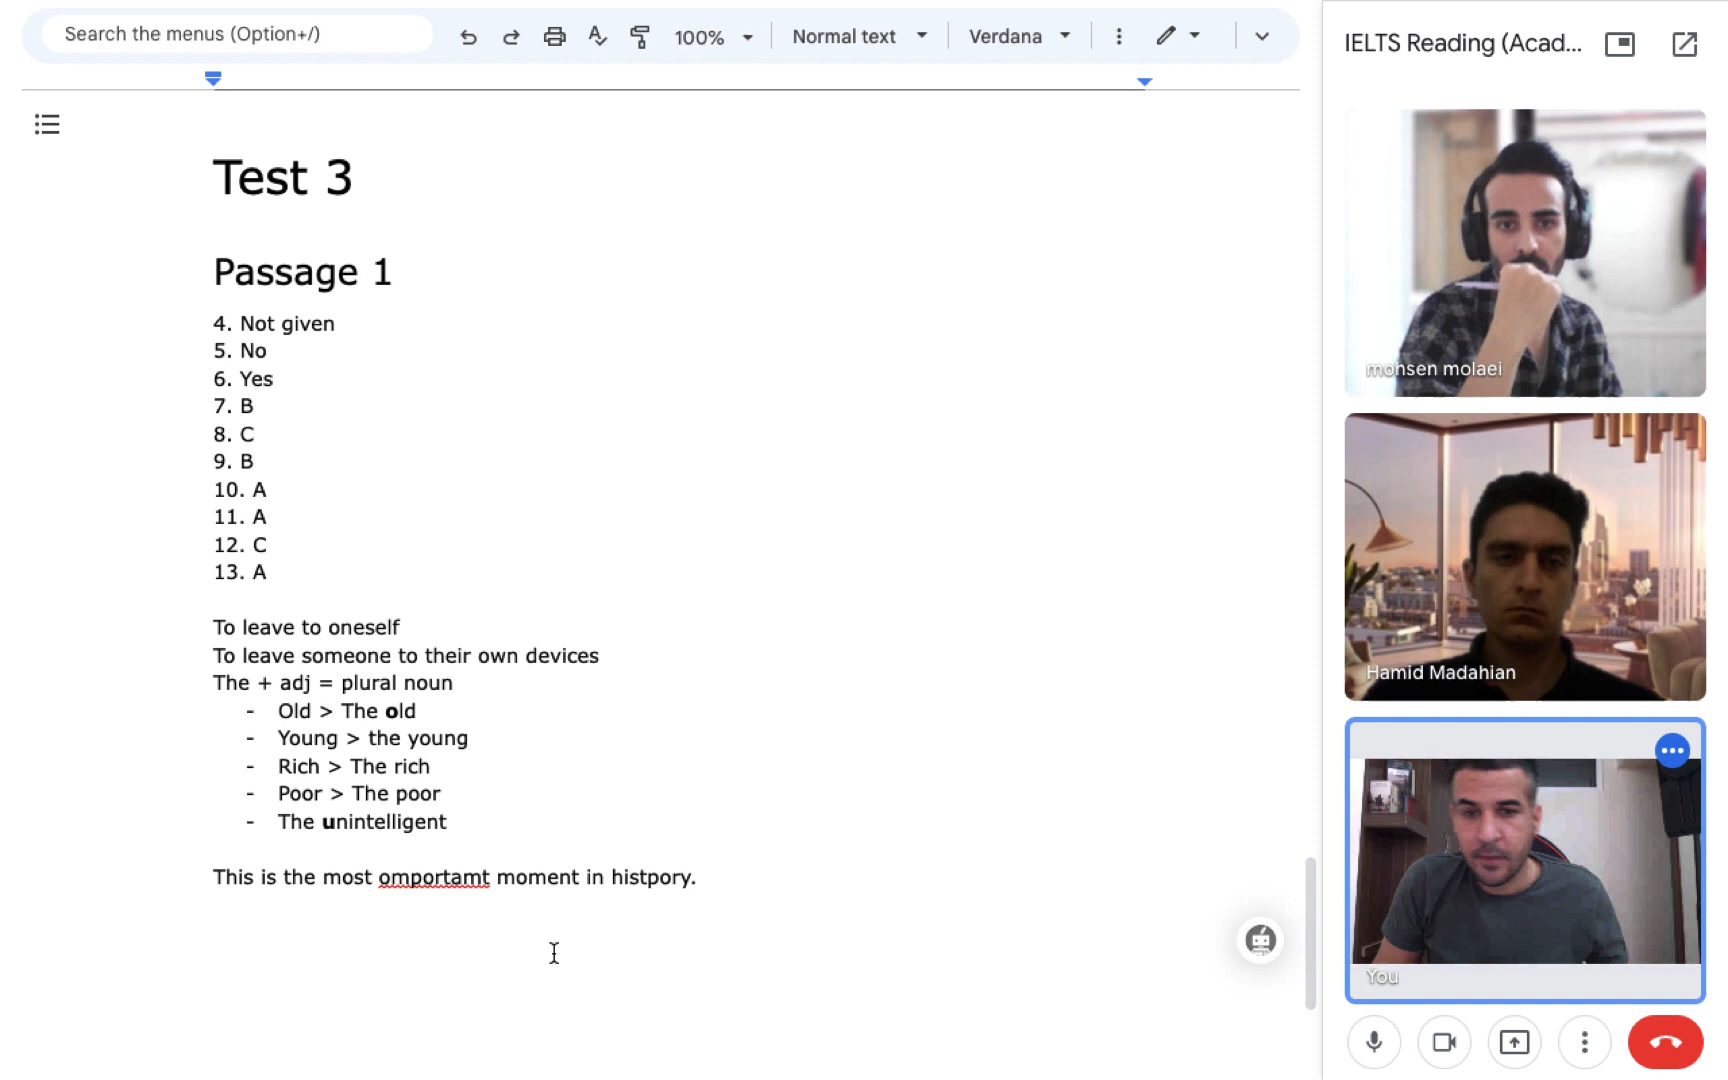 Search the menus (Option+/)
100%
Normal text
Verdana
IELTS Reading (Acad...
Test 3
Passage 1
4. Not given
5. No
6. Yes
7. B
8. C
9. B
10. A
11. A
12. C
13. A
To leave to oneself
To leave someone to their own devices
The + adj = plural noun
- Old > The old
- Young > the young
- Rich > The rich
- Poor > The poor
- The unintelligent
This is the most omportamt moment in histpory.
mohsen molaei
Hamid Madahian
You